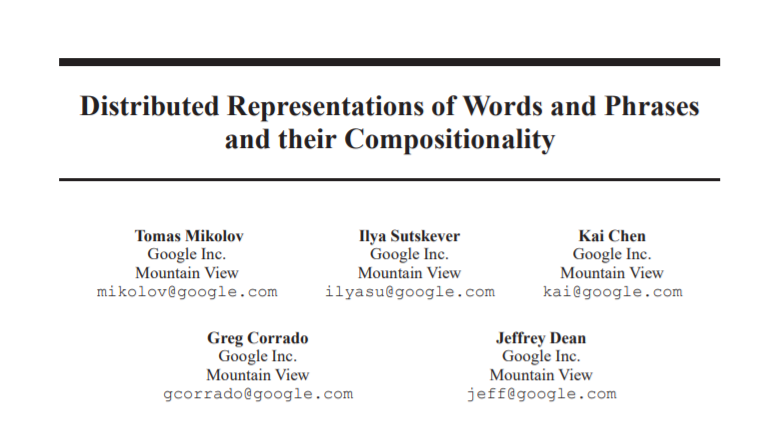 Distributed Representations of Words and Phrases
and their Compositionality
Tomas Mikolov
Google Inc.
Mountain View
mikolov@google.com
Ilya Sutskever
Google Inc.
Mountain View
ilyasu@google.com
Kai Chen
Google Inc.
Mountain View
kai@google.com
Greg Corrado
Google Inc.
Mountain View
gcorrado@google.com
Jeffrey Dean
Google Inc.
Mountain View
jeff@google.com